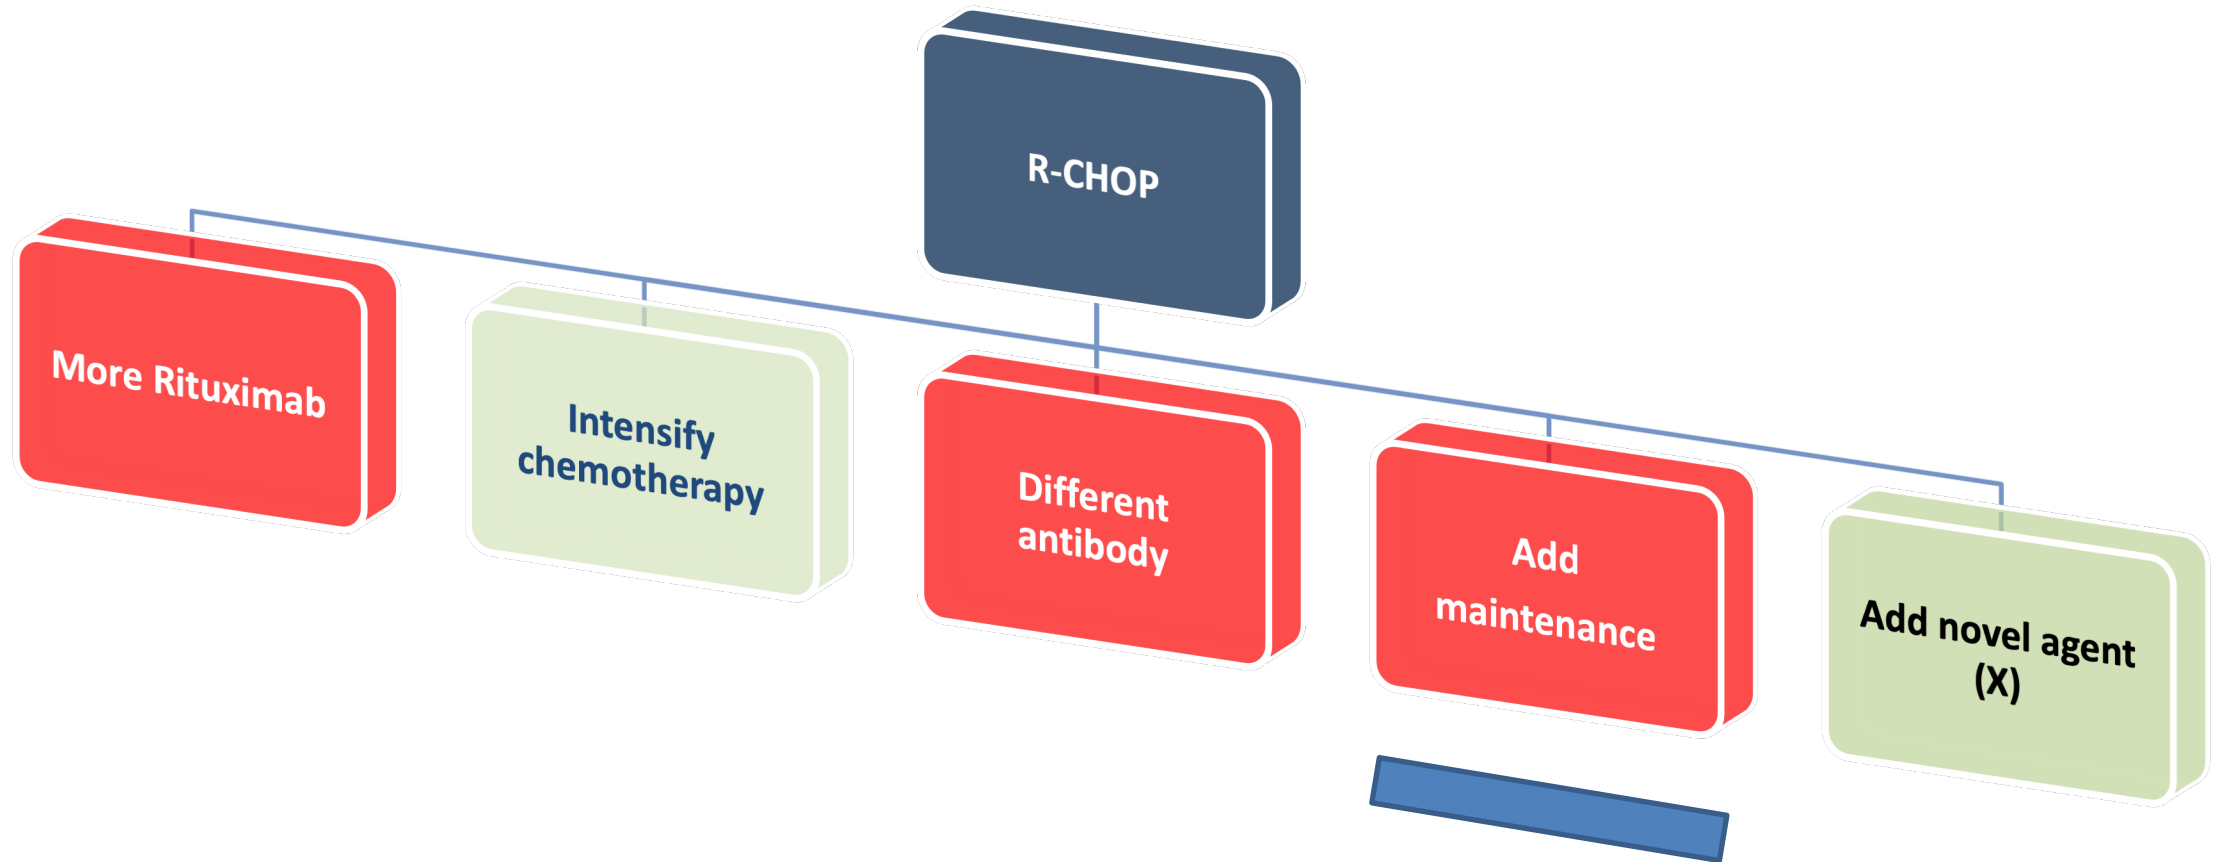 R-CHOP
More Rituximab
Intensify
chemotherapy
Different
antibody
Add
maintenance
Add novel agent
(X)